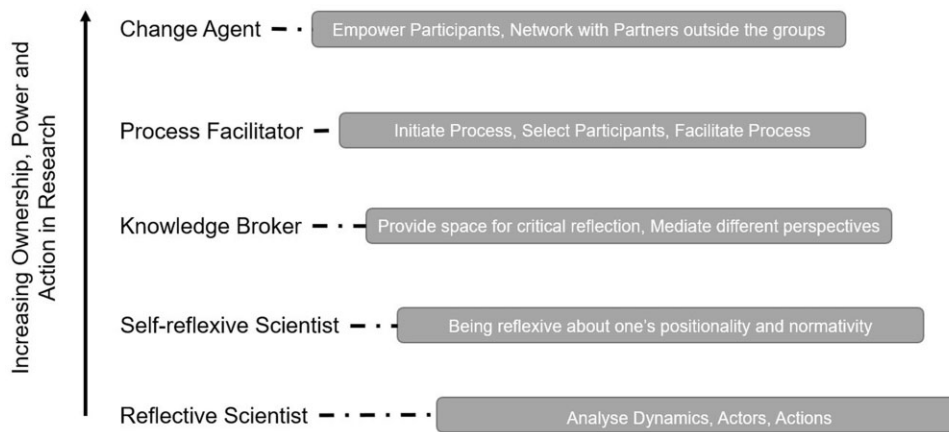 Increasing Ownership, Power and
Action in Research
Change Agent
Empower Participants, Network with Partners outside the groups
Process Facilitator
Initiate Process, Select Participants, Facilitate Process
Knowledge Broker
Provide space for critical reflection, Mediate different perspectives
Self-reflexive Scientist
Being reflexive about one's positionality and normativity
Reflective Scientist
Analyse Dynamics, Actors, Actions